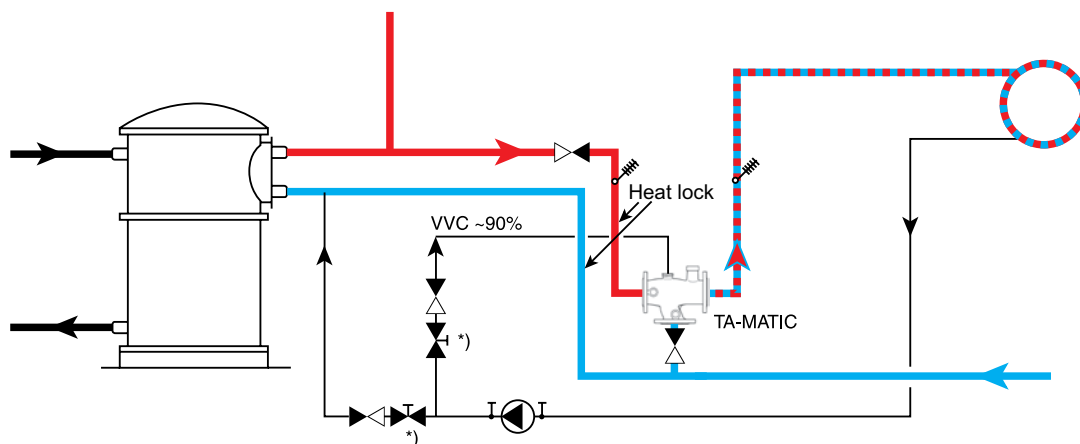 Heat lock
VVC ~90%
TA-MATIC
*)
*)